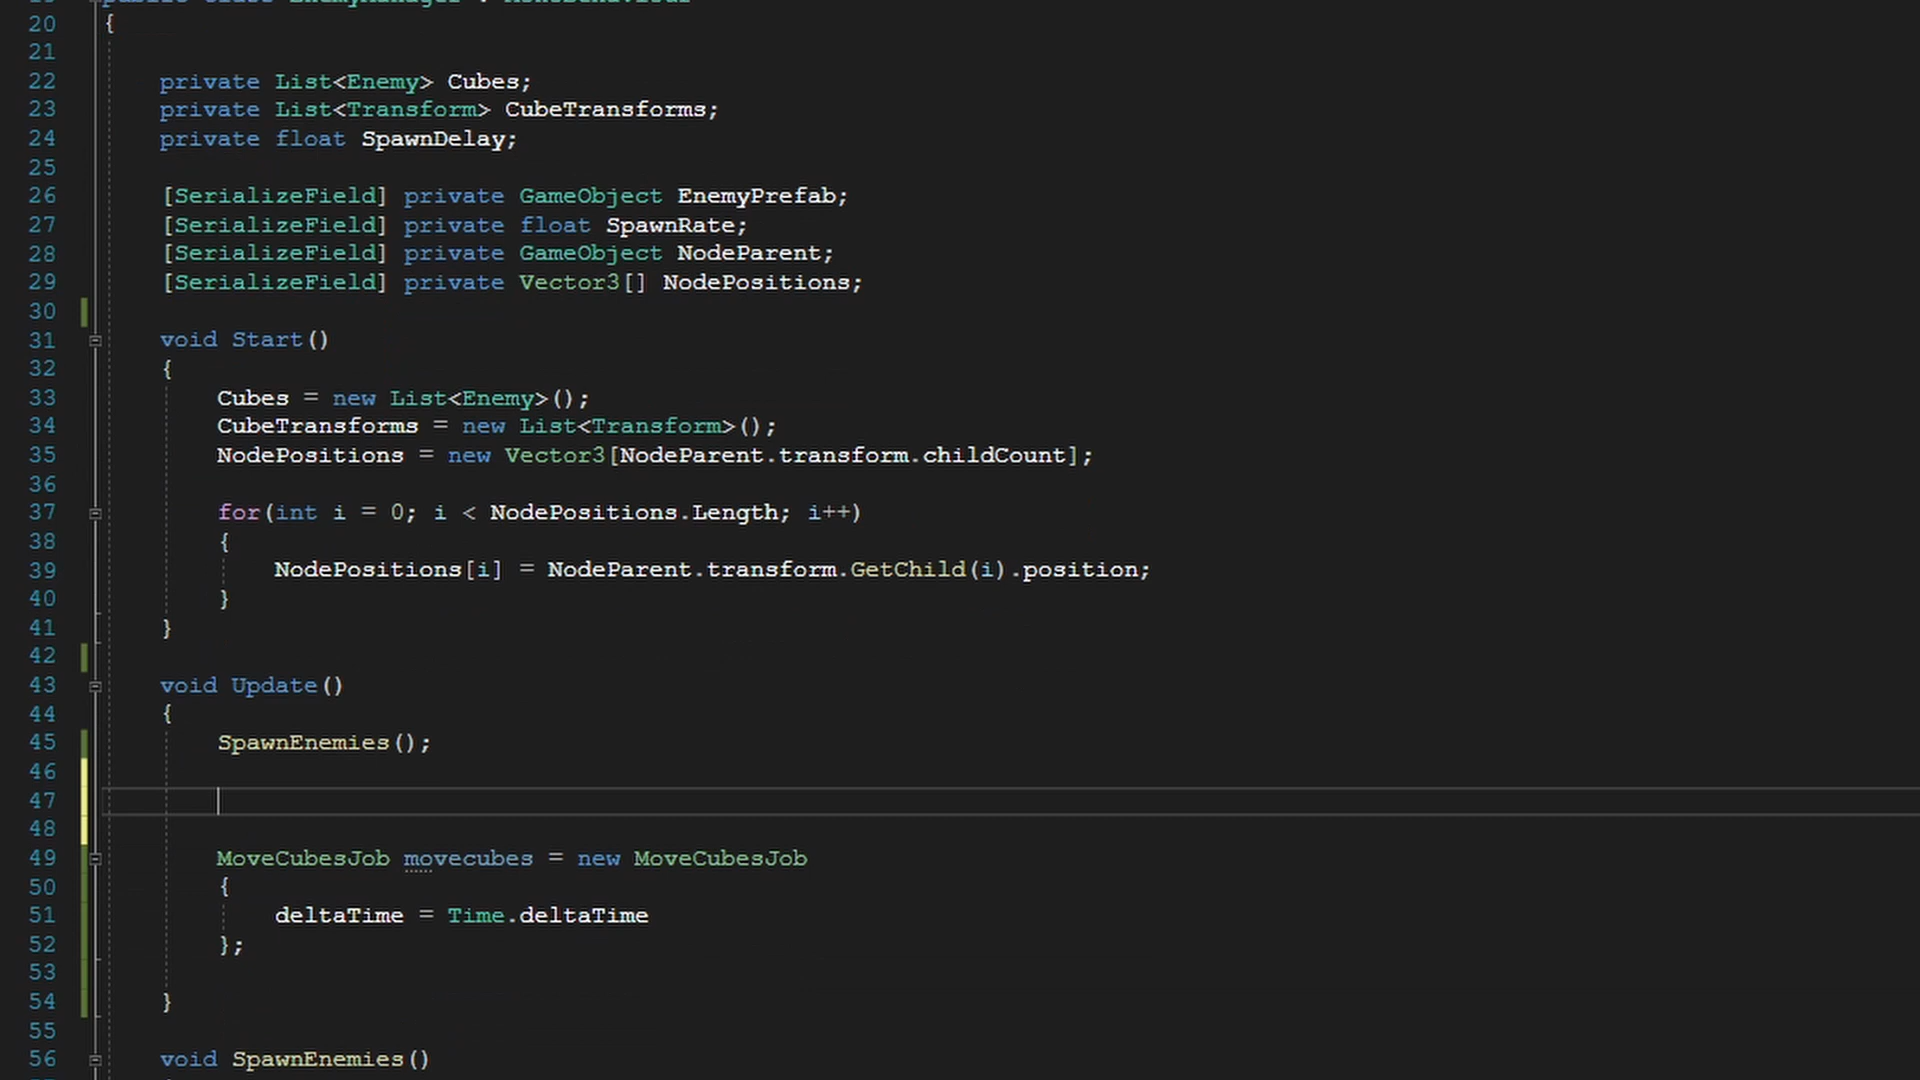 public class EnemyManager : MonoBehaviour
20 {
21
22 private List<Enemy> Cubes;
23 private List<Transform> CubeTransforms;
24 private float SpawnDelay;
25
26 [SerializeField] private GameObject EnemyPrefab;
27 [SerializeField] private float SpawnRate;
28 [SerializeField] private GameObject NodeParent;
29 [SerializeField] private Vector3[] NodePositions;
30
31 void Start()
32 {
33 Cubes = new List<Enemy>();
34 CubeTransforms = new List<Transform>();
35 NodePositions = new Vector3[NodeParent.transform.childCount];
36
37 for(int i = 0; i < NodePositions.Length; i++)
38 {
39 NodePositions[i] = NodeParent.transform.GetChild(i).position;
40 }
41 }
42
43 void Update()
44 {
45 SpawnEnemies();
46
47
48
49 MoveCubesJob movecubes = new MoveCubesJob
50 {
51 deltaTime = Time.deltaTime
52 };
53
54 }
55
56 void SpawnEnemies()